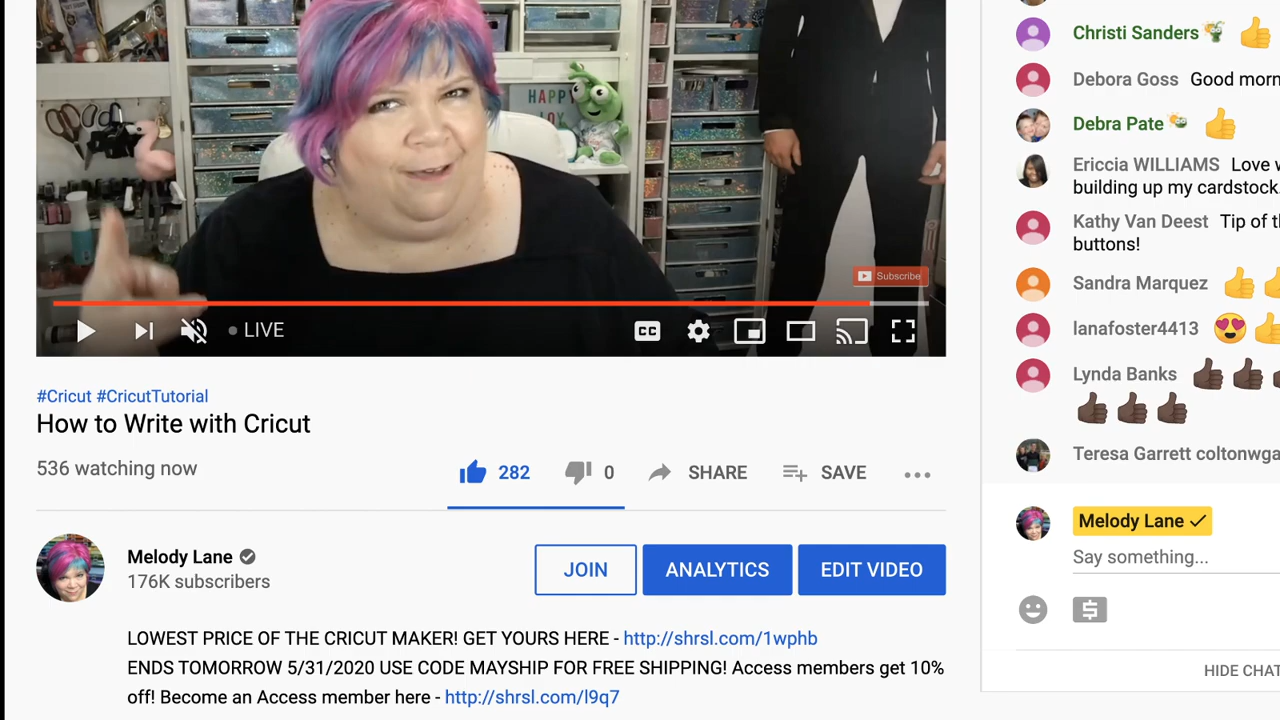 HAPPY
JOY
Subscribe
LIVE
CC
#Cricut #CricutTutorial
How to Write with Cricut
536 watching now
282
0
SHARE
SAVE
Melody Lane
176K subscribers
JOIN
ANALYTICS
EDIT VIDEO
LOWEST PRICE OF THE CRICUT MAKER! GET YOURS HERE - http://shrsl.com/1wphb
ENDS TOMORROW 5/31/2020 USE CODE MAYSHIP FOR FREE SHIPPING! Access members get 10%
off! Become an Access member here - http://shrsl.com/l9q7
Christi Sanders
Debora Goss Good morn
Debra Pate
Ericcia WILLIAMS Love w
building up my cardstock
Kathy Van Deest Tip of th
buttons!
Sandra Marquez
lanafoster4413
Lynda Banks
Teresa Garrett coltonwga
Melody Lane
Say something...
HIDE CHAT